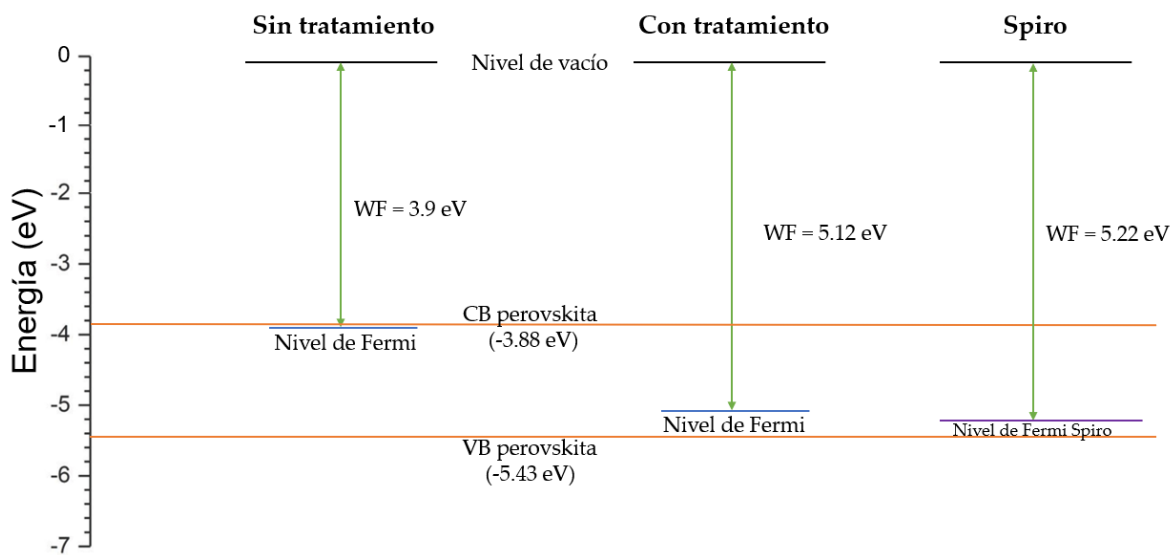 Sin tratamiento
Con tratamiento
Spiro
0
Nivel de vacío
-1
-2
WF = 3.9 eV
WF = 5.12 eV
WF = 5.22 eV
-3
Energía (eV)
CB perovskita
(-3.88 eV)
-4
Nivel de Fermi
-5
Nivel de Fermi
Nivel de Fermi Spiro
VB perovskita
(-5.43 eV)
-6
-7